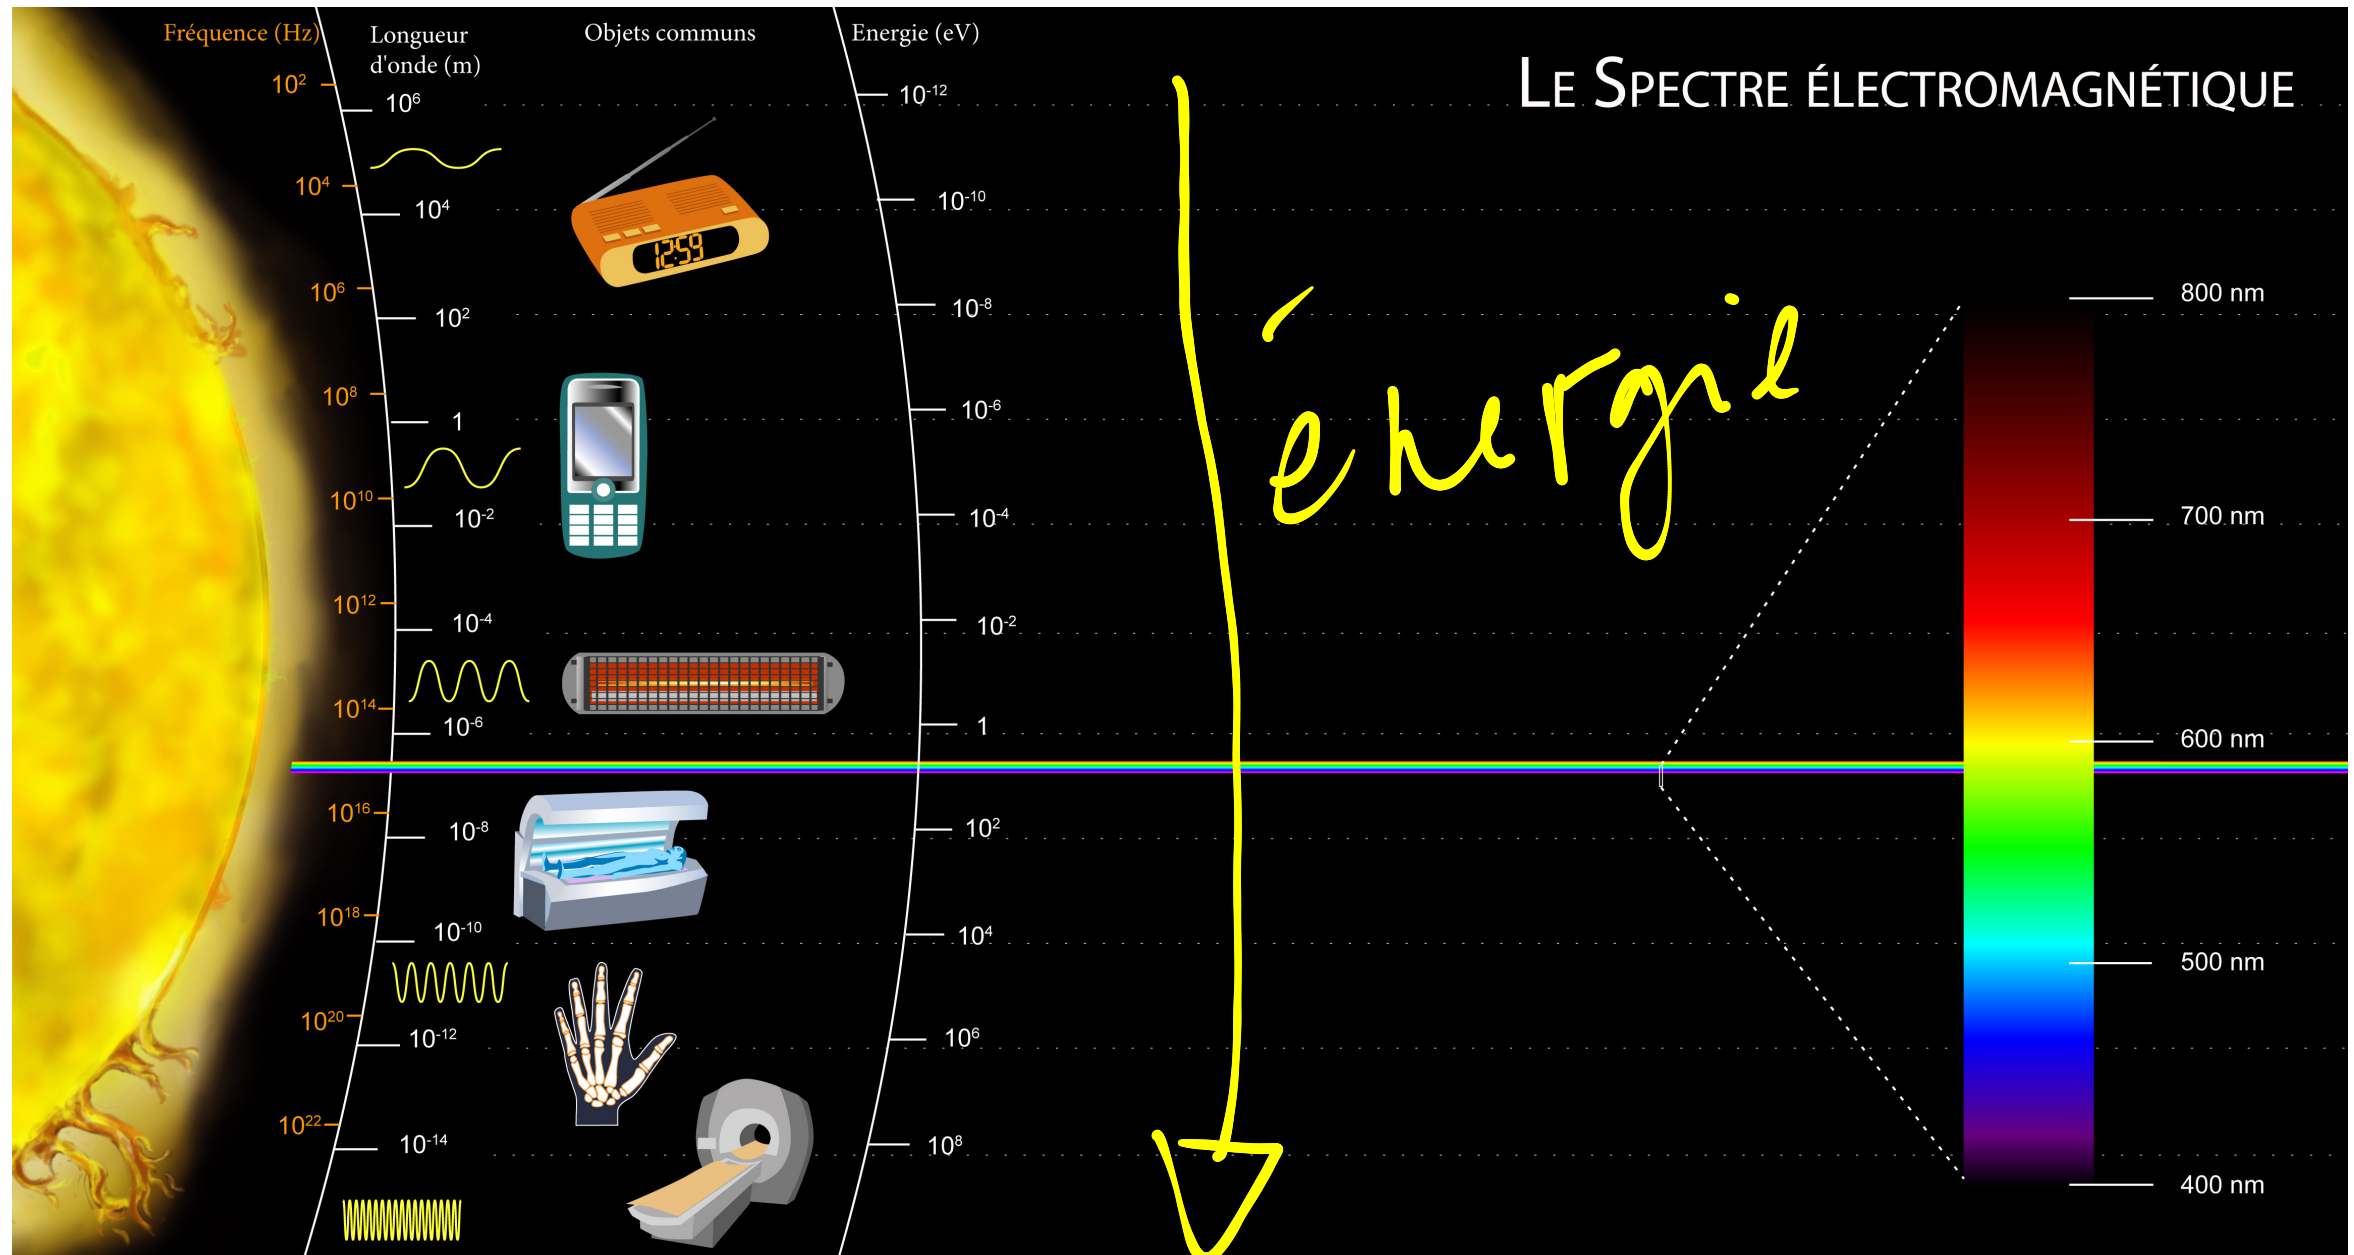 Le Spectre électromagnétique
Fréquence (Hz)
10²
10⁴
10⁶
10⁸
10¹⁰
10¹²
10¹⁴
10¹⁶
10¹⁸
10²⁰
10²²
Longueur
d'onde (m)
10⁶
10⁴
10²
1
10⁻²
10⁻⁴
10⁻⁶
10⁻⁸
10⁻¹⁰
10⁻¹²
10⁻¹⁴
Objets communs
12:59
Energie (eV)
10⁻¹²
10⁻¹⁰
10⁻⁸
10⁻⁶
10⁻⁴
10⁻²
1
10²
10⁴
10⁶
10⁸
énergie
800 nm
700 nm
600 nm
500 nm
400 nm